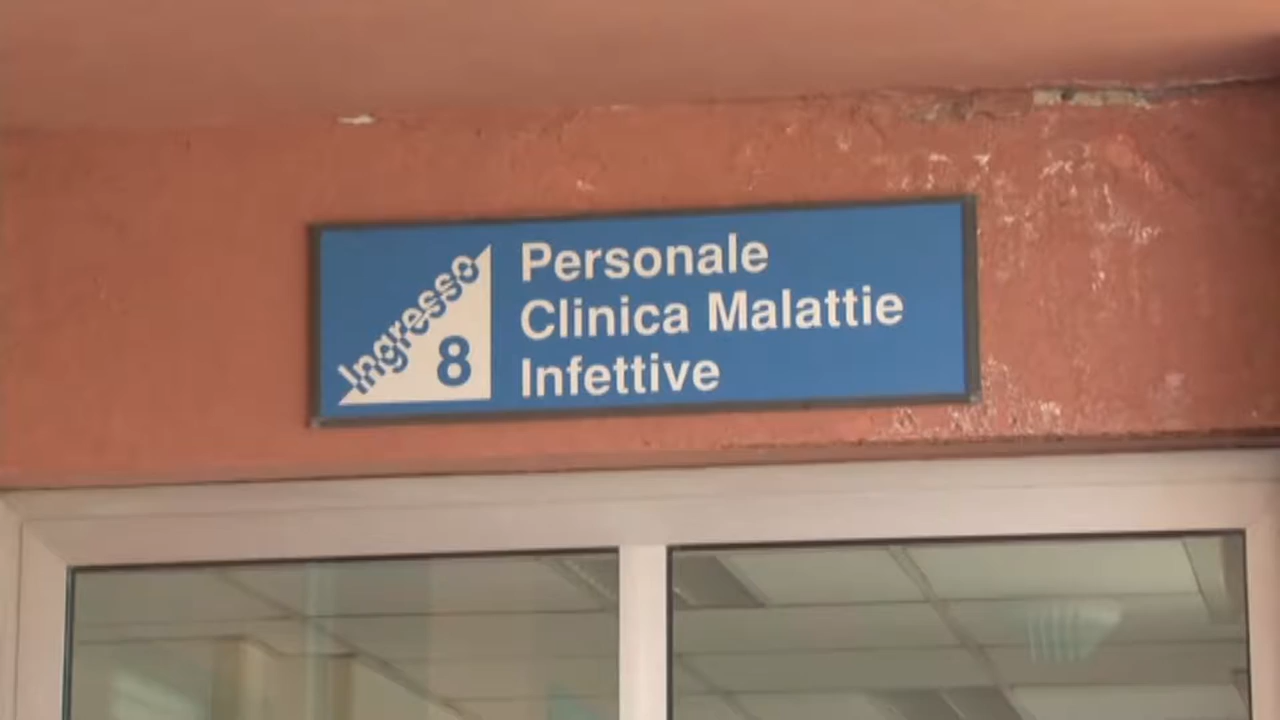 Ingresso
8
Personale
Clinica Malattie
Infettive